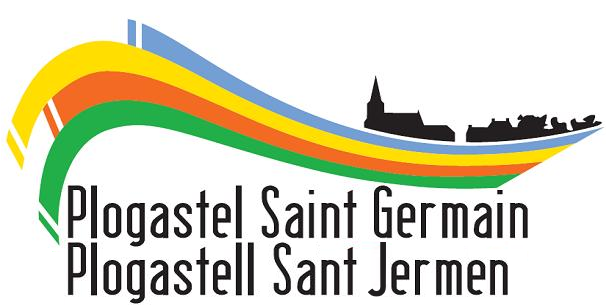 Plogastel Saint Germain
Plogastell Sant Jermen